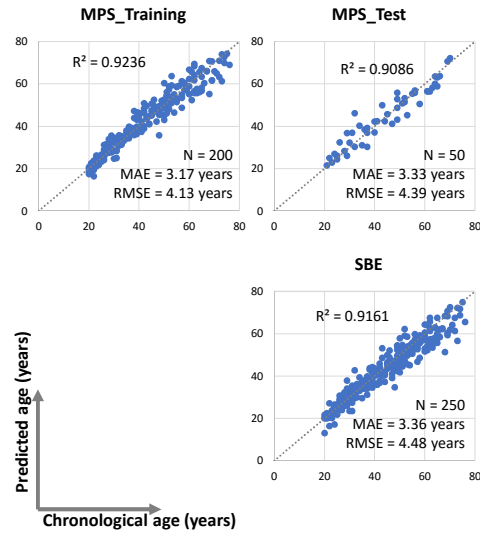 MPS_Training
80
R² = 0.9236
60
40
N = 200
20
MAE = 3.17 years
RMSE = 4.13 years
0
0 20 40 60 80
MPS_Test
80
R² = 0.9086
60
40
N = 50
20
MAE = 3.33 years
RMSE = 4.39 years
0
0 20 40 60 80
SBE
80
R² = 0.9161
60
40
N = 250
20
MAE = 3.36 years
RMSE = 4.48 years
0
0 20 40 60 80
Predicted age (years)
Chronological age (years)